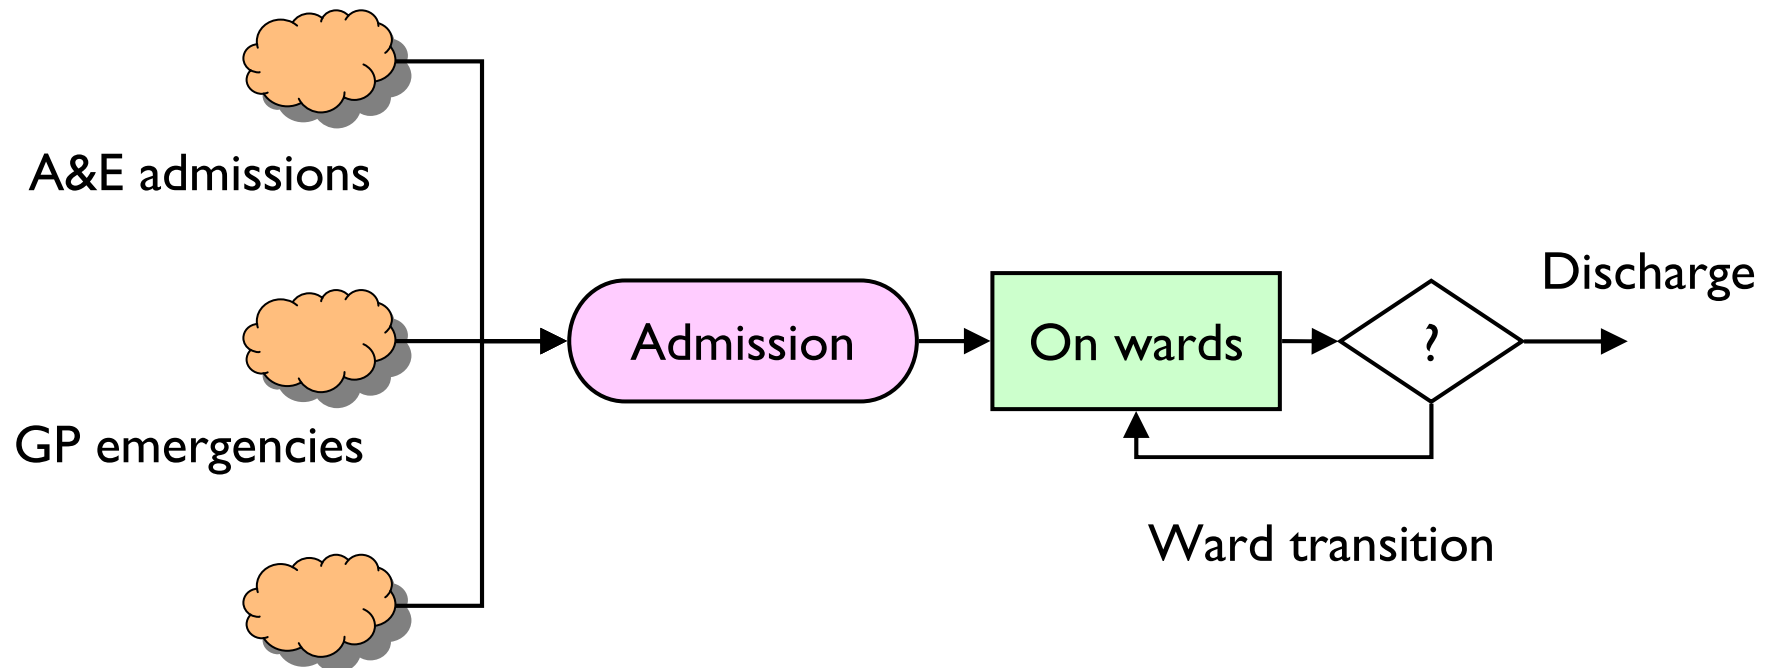 A&E admissions
GP emergencies
Admission
On wards
?
Discharge
Ward transition